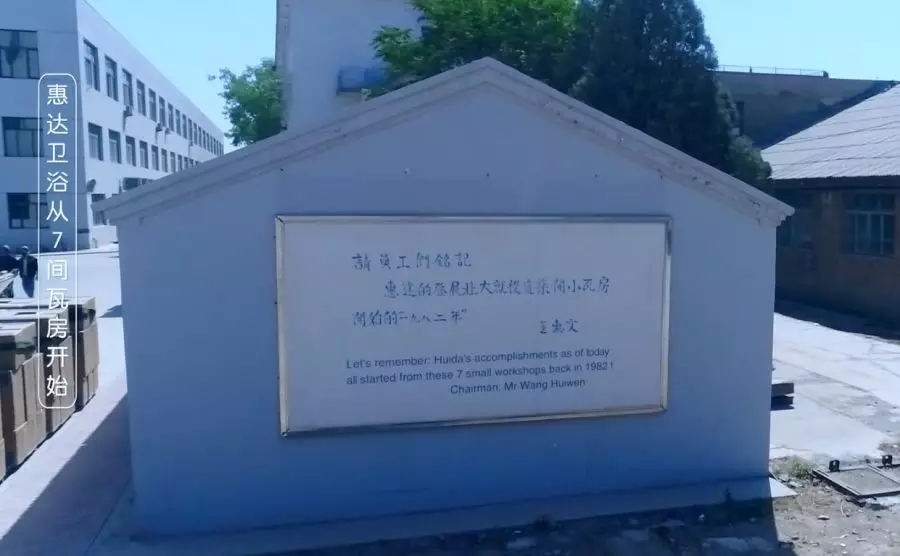 惠达卫浴从7间瓦房开始
請員工們铭記
惠达的發展壮大就從這柒間小瓦房
開始的"一九八二年"
王惠文
Let's remember: Huida's accomplishments as of today
all started from these 7 small workshops back in 1982 !
Chairman: Mr Wang Huiwen